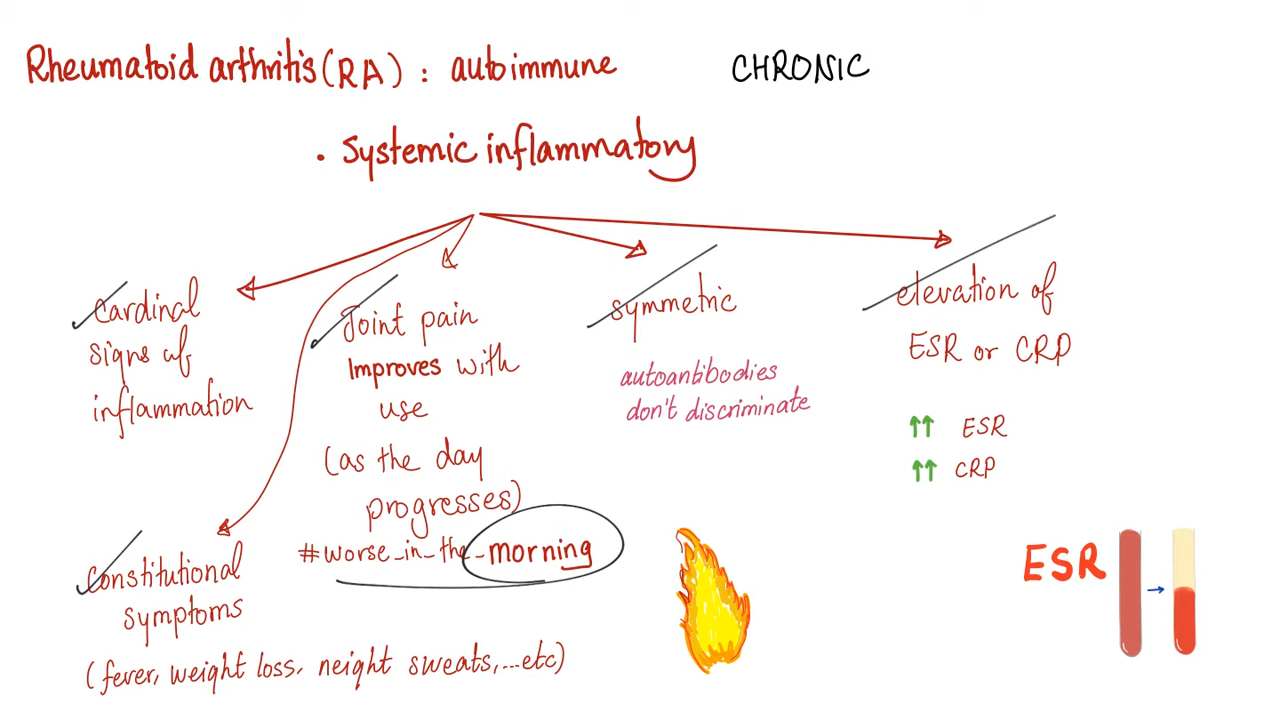 Rheumatoid arthritis (RA) : autoimmune
CHRONIC
• Systemic inflammatory
Cardinal
signs of
inflammation
Joint pain
Improves with
use
(as the day
progresses)
#worse_in_the_morning
symmetric
autoantibodies
don't discriminate
elevation of
ESR or CRP
↑↑ ESR
↑↑ CRP
Constitutional
symptoms
(fever, weight loss, neight sweats,...etc)
ESR